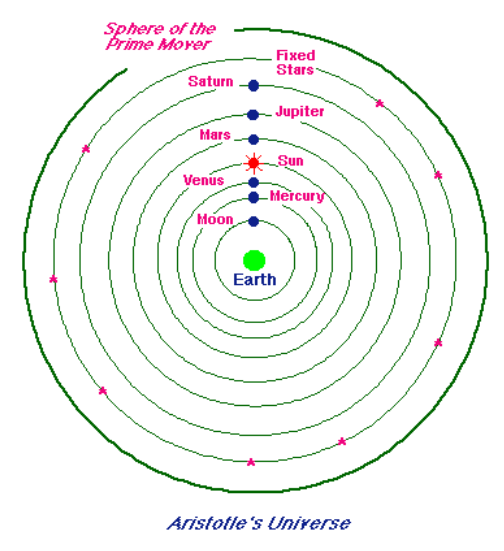 Sphere of the
Prime Mover
Fixed
Stars
Saturn
Jupiter
Mars
Sun
Venus
Mercury
Moon
Earth
Aristotle's Universe